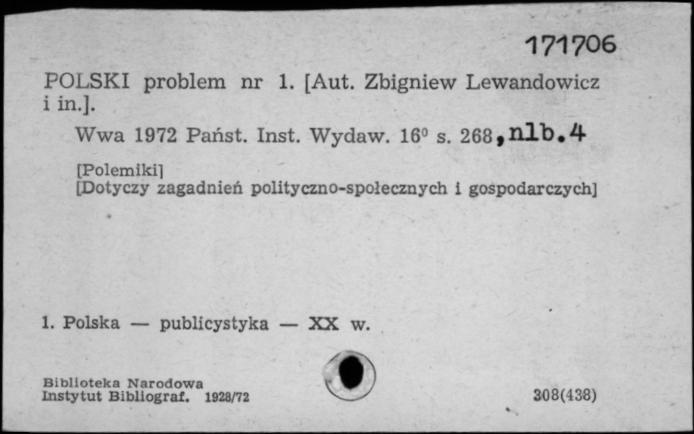 171706
POLSKI problem nr 1. [Aut. Zbigniew Lewandowicz
i in.].
Wwa 1972 Państ. Inst. Wydaw. 16⁰ s. 268, nlb. 4
[Polemiki]
[Dotyczy zagadnień polityczno-społecznych i gospodarczych]
1. Polska — publicystyka — XX w.
Biblioteka Narodowa
Instytut Bibliograf. 1928/72
308(438)